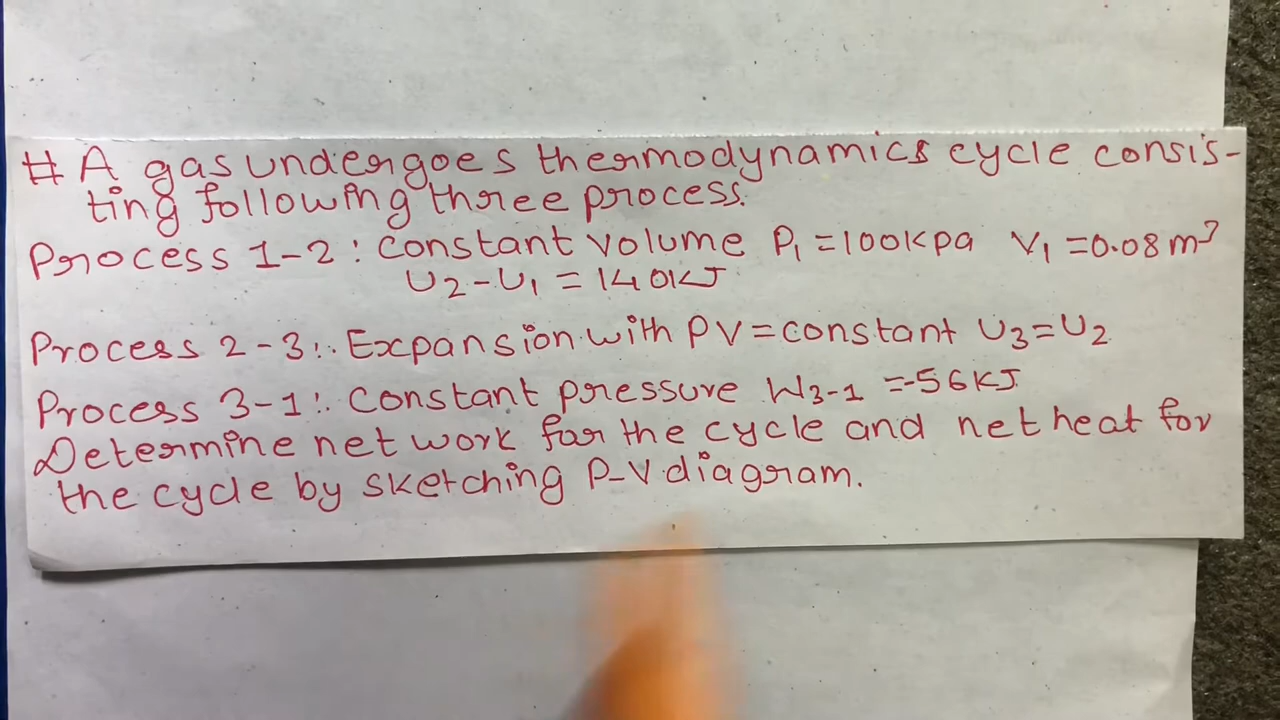 # A gas undergoes thermodynamics cycle consis-
ting following three process.
Process 1-2: constant volume P₁ =100kpa V₁ =0.08m³
U₂-U₁ = 140KJ
Process 2-3:. Expansion with PV=constant U₃=U₂
Process 3-1:. Constant pressure W₃₋₁ =-56KJ.
Determine net work for the cycle and net heat for
the cycle by sketching P-V diagram.